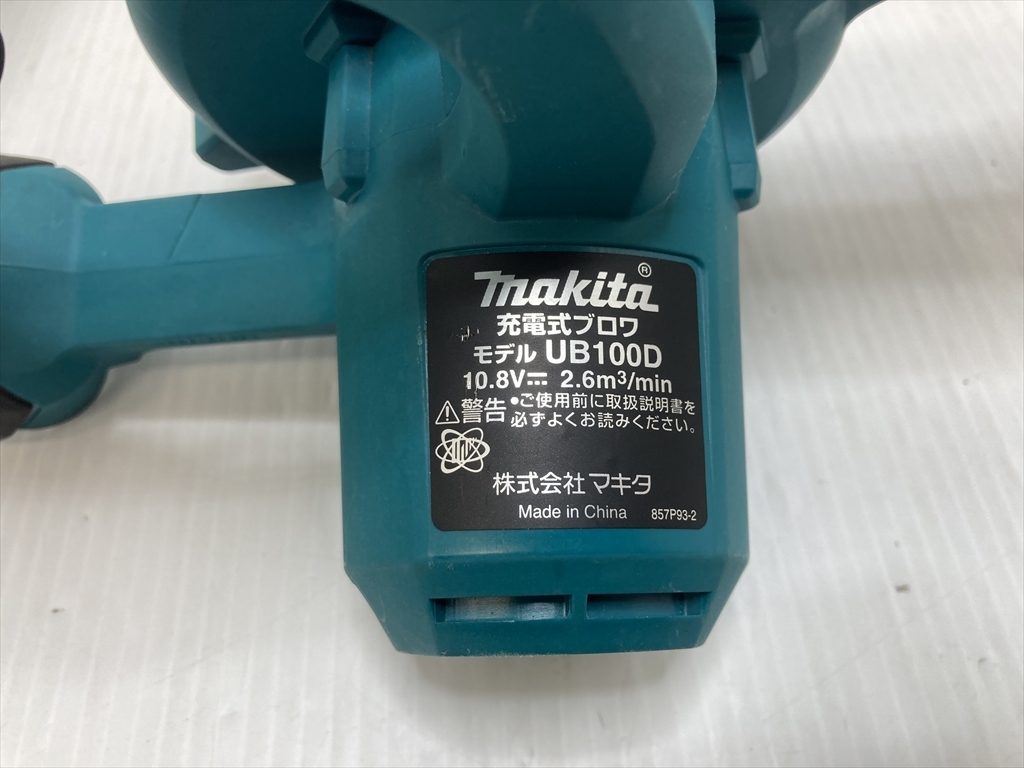 makita®
充電式ブロワ
モデル UB100D
10.8V⎓ 2.6m³/min
⚠警告 •ご使用前に取扱説明書を
必ずよくお読みください。
株式会社マキタ
Made in China 857P93-2